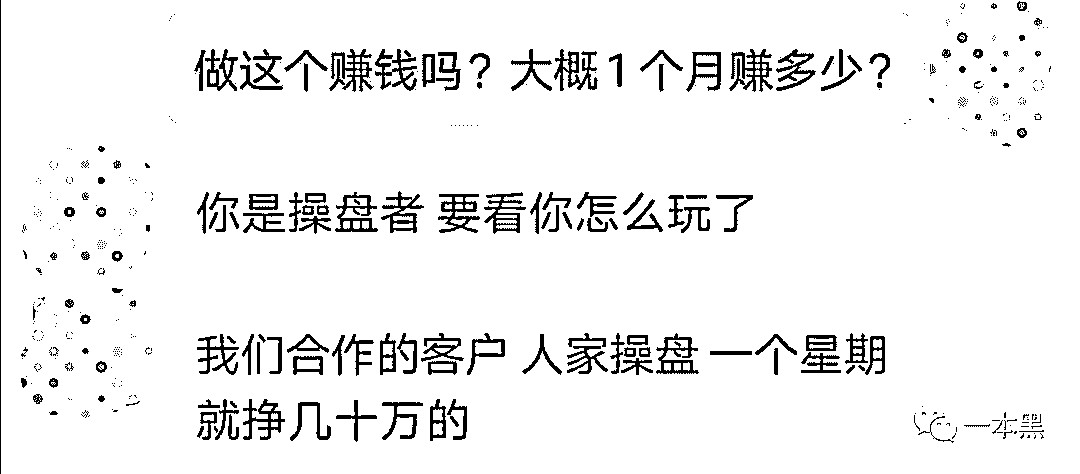 做这个赚钱吗？大概1个月赚多少？
你是操盘者 要看你怎么玩了
我们合作的客户 人家操盘 一个星期
就挣几十万的
一本黑